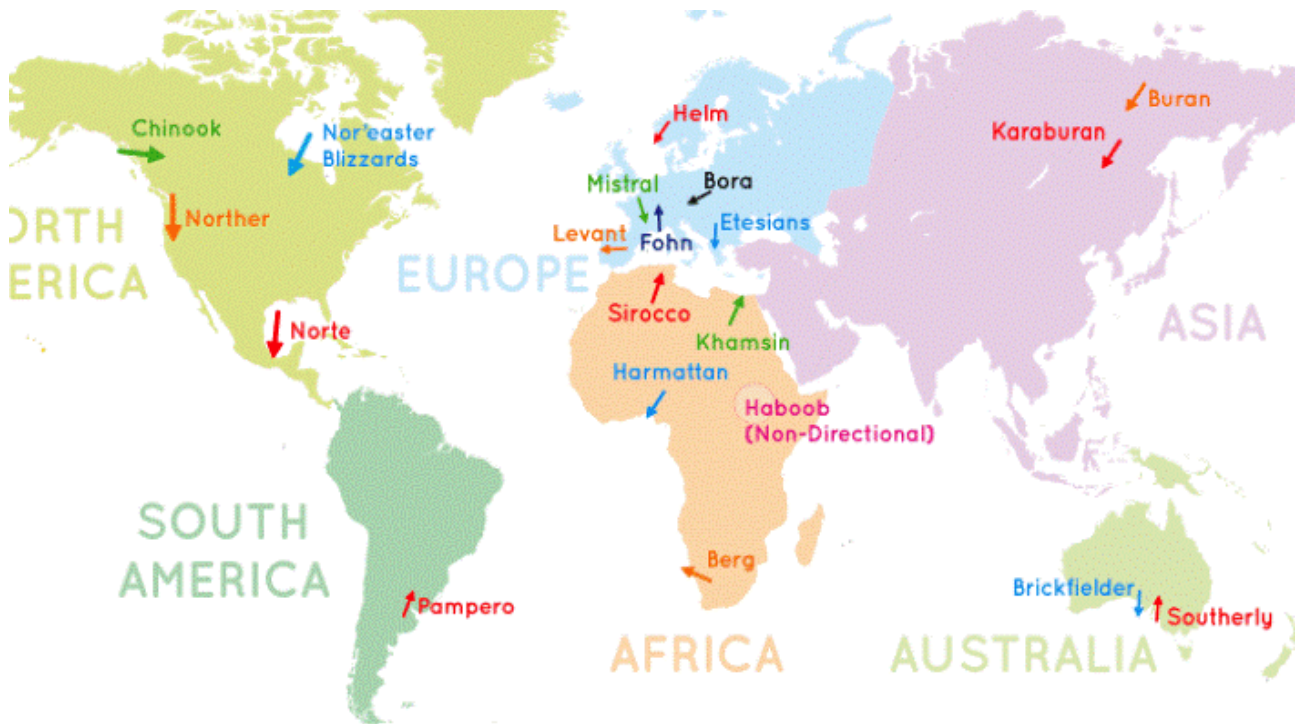 Chinook
Nor'easter
Blizzards
Norther
ORTH
ERICA
Norte
SOUTH
AMERICA
Pampero
Helm
Mistral
Bora
Levant
Fohn
Etesians
EUROPE
Sirocco
Khamsin
Harmattan
Haboob
(Non-Directional)
Berg
AFRICA
Buran
Karaburan
ASIA
Brickfielder
Southerly
AUSTRALIA